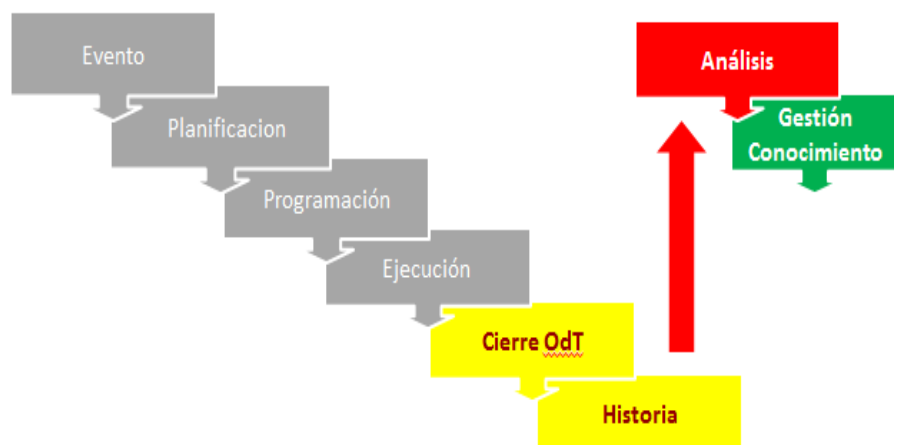 Evento
Planificacion
Programación
Ejecución
Cierre OdT
Historia
Análisis
Gestión
Conocimiento